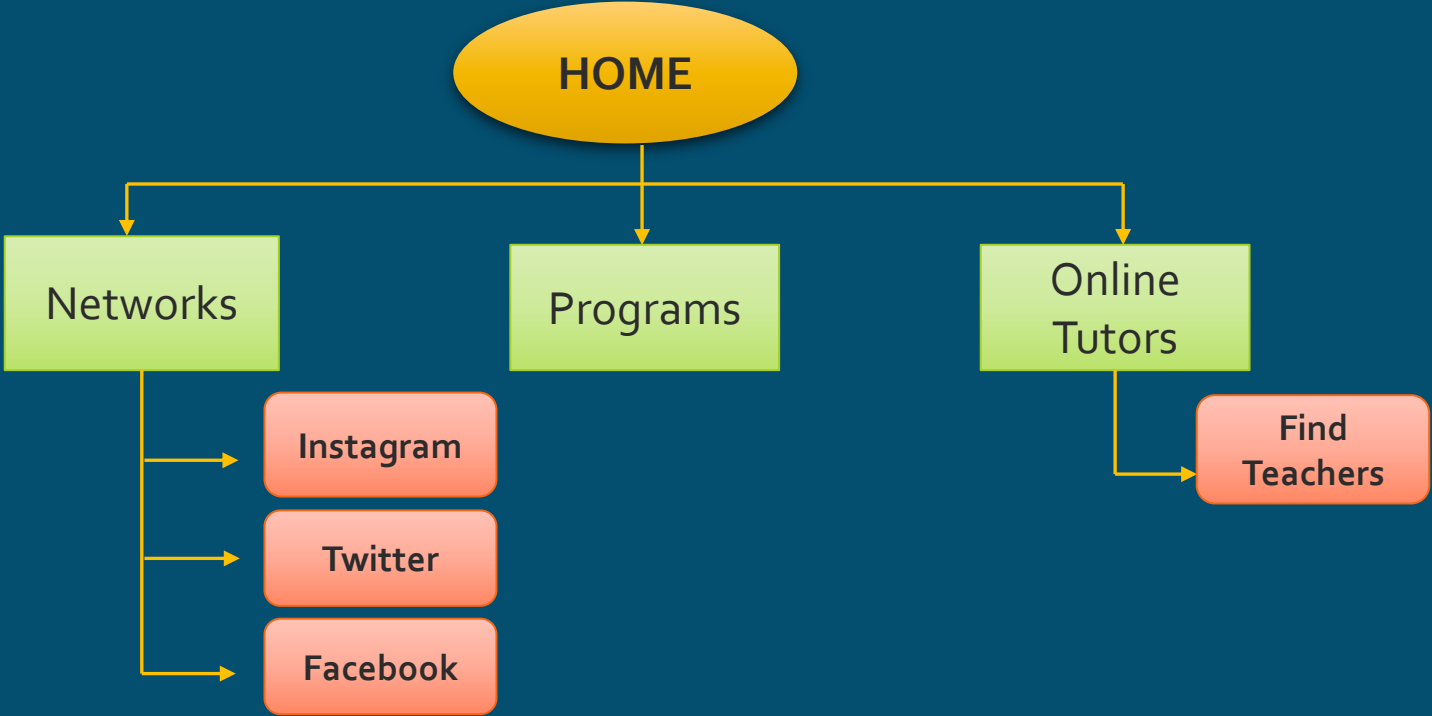 HOME
Networks
Programs
Online
Tutors
Instagram
Twitter
Facebook
Find
Teachers